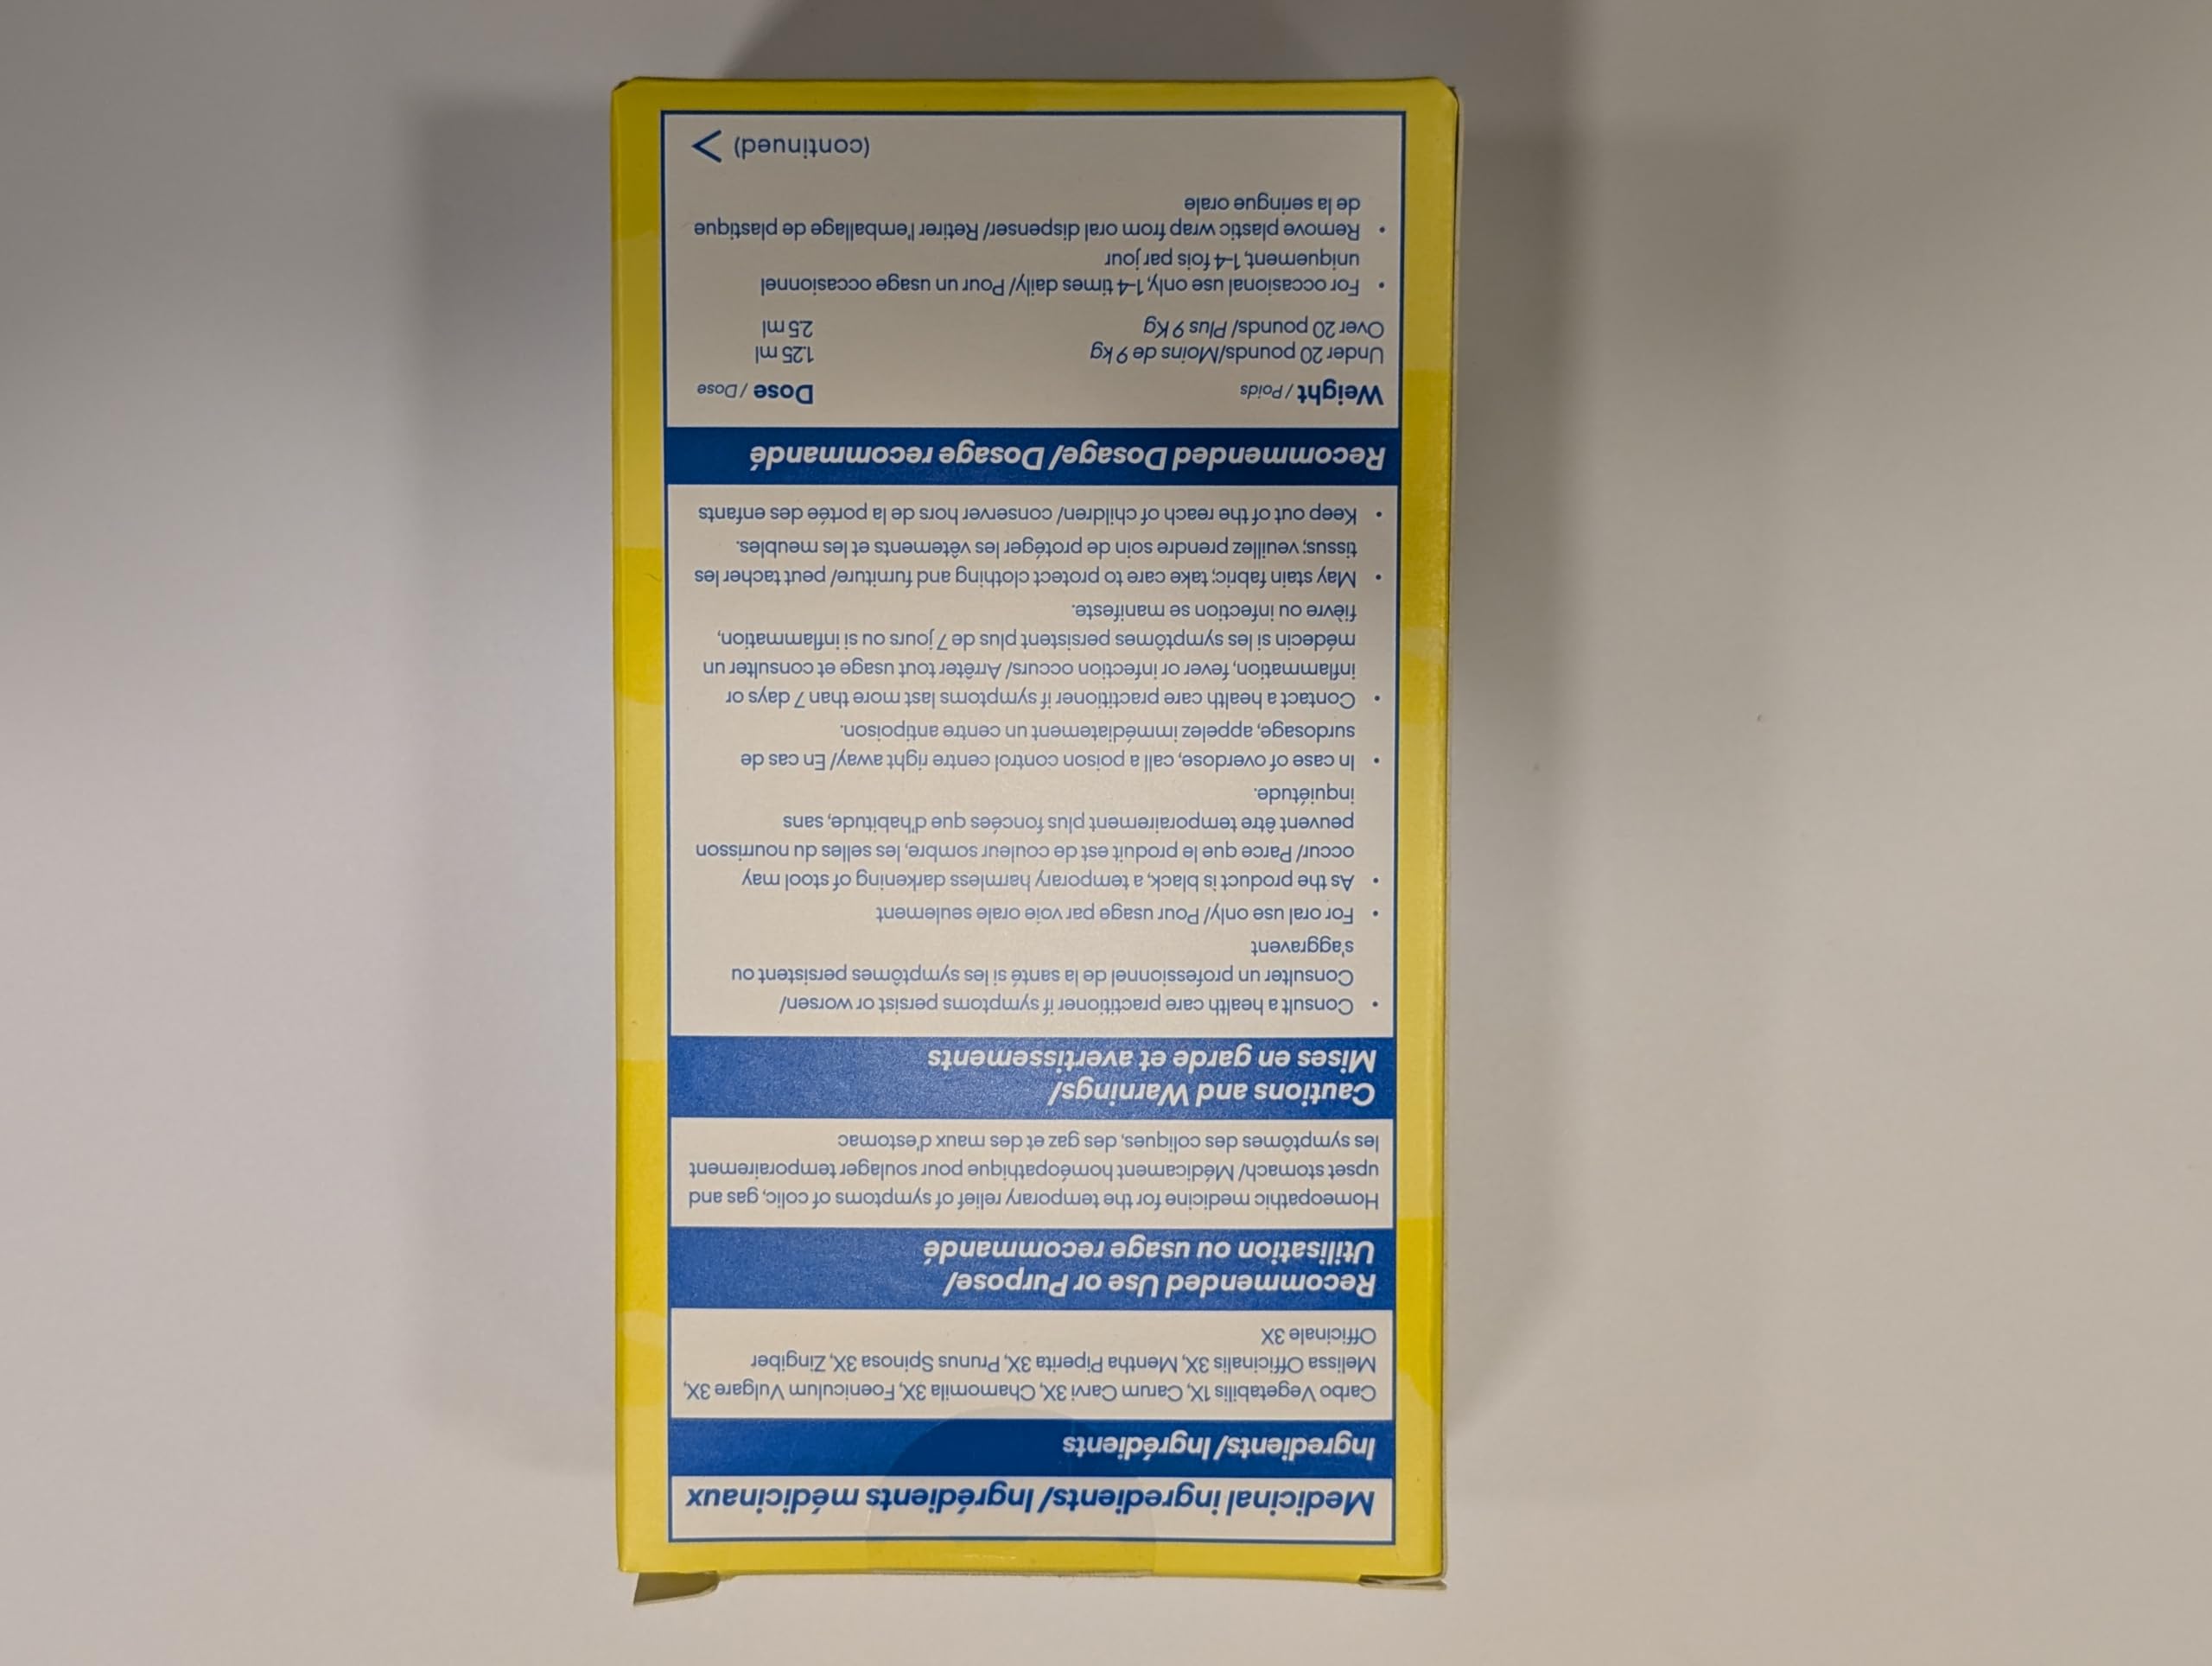 Medicinal ingredients/ Ingrédients médicinaux
Ingredients/ Ingrédients
Carbo Vegetabilis 1X, Carum Carvi 3X, Chamomila 3X, Foeniculum Vulgare 3X,
Melissa Officinalis 3X, Mentha Piperita 3X, Prunus Spinosa 3X, Zingiber
Officinale 3X
Recommended Use or Purpose/
Utilisation ou usage recommandé
Homeopathic medicine for the temporary relief of symptoms of colic, gas and
upset stomach/ Médicament homéopathique pour soulager temporairement
les symptômes des coliques, des gaz et des maux d'estomac
Cautions and Warnings/
Mises en garde et avertissements
• Consult a health care practitioner if symptoms persist or worsen/
Consulter un professionnel de la santé si les symptômes persistent ou
s'aggravent
• For oral use only/ Pour usage par voie orale seulement
• As the product is black, a temporary harmless darkening of stool may
occur/ Parce que le produit est de couleur sombre, les selles du nourrisson
peuvent être temporairement plus foncées que d'habitude, sans
inquiétude.
• In case of overdose, call a poison control centre right away/ En cas de
surdosage, appelez immédiatement un centre antipoison.
• Contact a health care practitioner if symptoms last more than 7 days or
inflammation, fever or infection occurs/ Arrêter tout usage et consulter un
médecin si les symptômes persistent plus de 7 jours ou si inflammation,
fièvre ou infection se manifeste.
• May stain fabric; take care to protect clothing and furniture/ peut tacher les
tissus; veuillez prendre soin de protéger les vêtements et les meubles.
• Keep out of the reach of children/ conserver hors de la portée des enfants
Recommended Dosage/ Dosage recommandé
Weight / Poids Dose / Dose
Under 20 pounds/Moins de 9 kg 1.25 ml
Over 20 pounds/ Plus 9 Kg 2.5 ml
• For occasional use only, 1-4 times daily/ Pour un usage occasionnel
uniquement, 1-4 fois par jour
• Remove plastic wrap from oral dispenser/ Retirer l'emballage de plastique
de la seringue orale
(continued) >